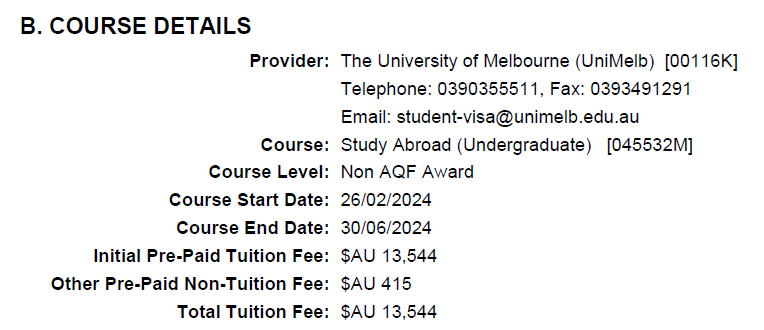 B. COURSE DETAILS
Provider: The University of Melbourne (UniMelb) [00116K]
Telephone: 0390355511, Fax: 0393491291
Email: student-visa@unimelb.edu.au
Course: Study Abroad (Undergraduate) [045532M]
Course Level: Non AQF Award
Course Start Date: 26/02/2024
Course End Date: 30/06/2024
Initial Pre-Paid Tuition Fee: $AU 13,544
Other Pre-Paid Non-Tuition Fee: $AU 415
Total Tuition Fee: $AU 13,544